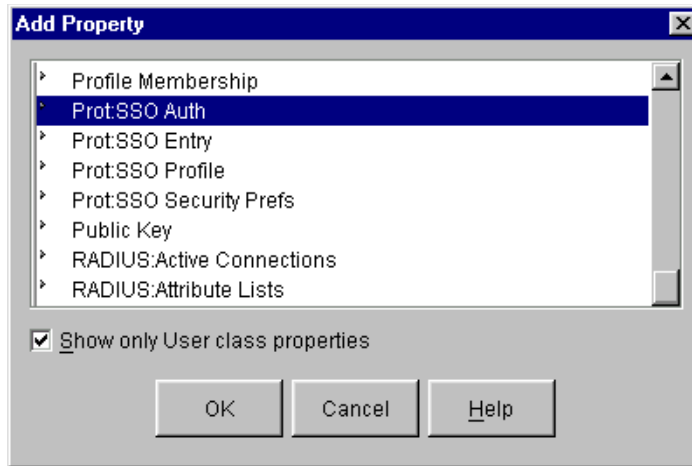 Add Property
Profile Membership
Prot:SSO Auth
Prot:SSO Entry
Prot:SSO Profile
Prot:SSO Security Prefs
Public Key
RADIUS:Active Connections
RADIUS:Attribute Lists
Show only User class properties
OK Cancel Help